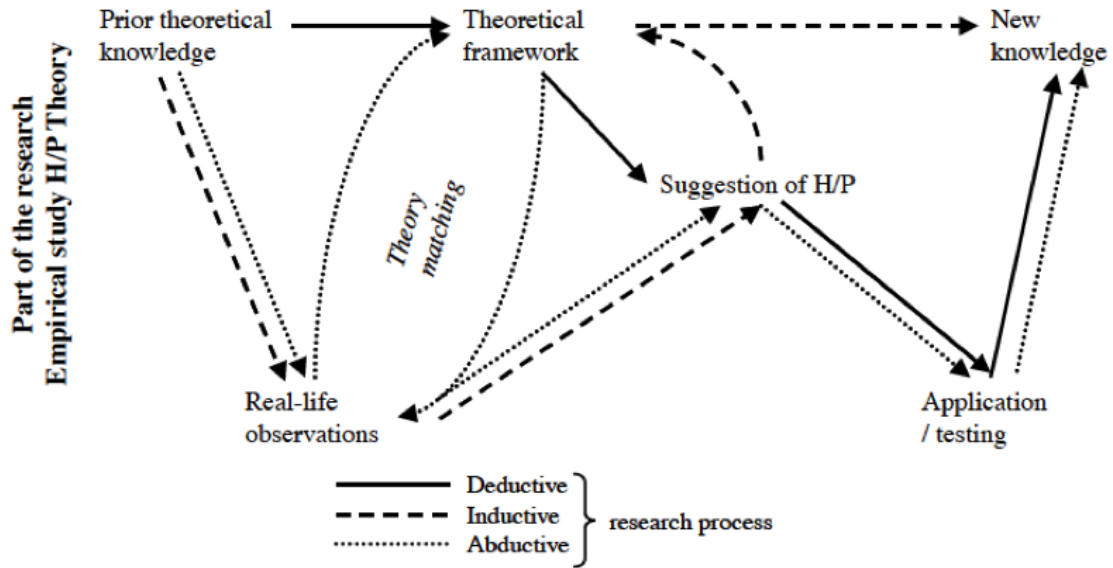 Prior theoretical
knowledge
Theoretical
framework
New
knowledge
Part of the research
Empirical study H/P Theory
Theory
matching
Suggestion of H/P
Real-life
observations
Application
/ testing
Deductive
Inductive
Abductive
research process